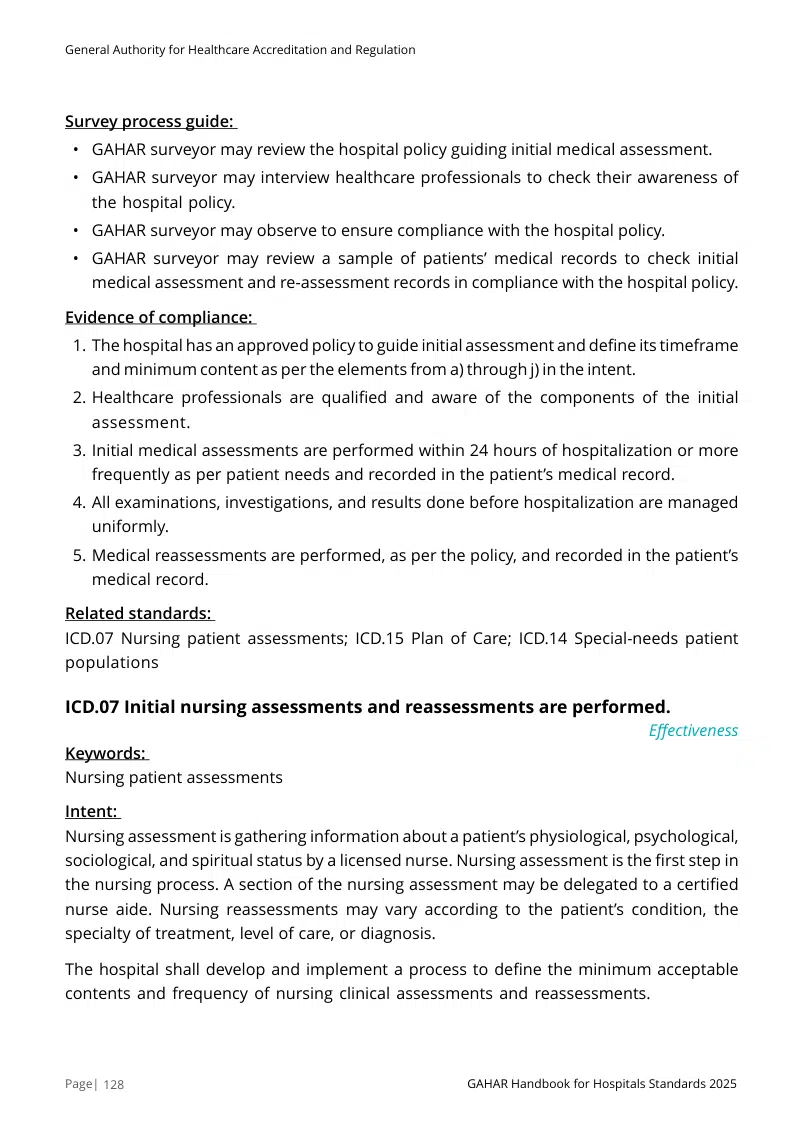 General Authority for Healthcare Accreditation and Regulation
Survey process guide:
• GAHAR surveyor may review the hospital policy guiding initial medical assessment.
• GAHAR surveyor may interview healthcare professionals to check their awareness of
the hospital policy.
• GAHAR surveyor may observe to ensure compliance with the hospital policy.
• GAHAR surveyor may review a sample of patients’ medical records to check initial
medical assessment and re-assessment records in compliance with the hospital policy.
Evidence of compliance:
1. The hospital has an approved policy to guide initial assessment and define its timeframe
and minimum content as per the elements from a) through j) in the intent.
2. Healthcare professionals are qualified and aware of the components of the initial
assessment.
3. Initial medical assessments are performed within 24 hours of hospitalization or more
frequently as per patient needs and recorded in the patient’s medical record.
4. All examinations, investigations, and results done before hospitalization are managed
uniformly.
5. Medical reassessments are performed, as per the policy, and recorded in the patient’s
medical record.
Related standards:
ICD.07 Nursing patient assessments; ICD.15 Plan of Care; ICD.14 Special-needs patient
populations
ICD.07 Initial nursing assessments and reassessments are performed.
Effectiveness
Keywords:
Nursing patient assessments
Intent:
Nursing assessment is gathering information about a patient’s physiological, psychological,
sociological, and spiritual status by a licensed nurse. Nursing assessment is the first step in
the nursing process. A section of the nursing assessment may be delegated to a certified
nurse aide. Nursing reassessments may vary according to the patient’s condition, the
specialty of treatment, level of care, or diagnosis.
The hospital shall develop and implement a process to define the minimum acceptable
contents and frequency of nursing clinical assessments and reassessments.
Page| 128
GAHAR Handbook for Hospitals Standards 2025